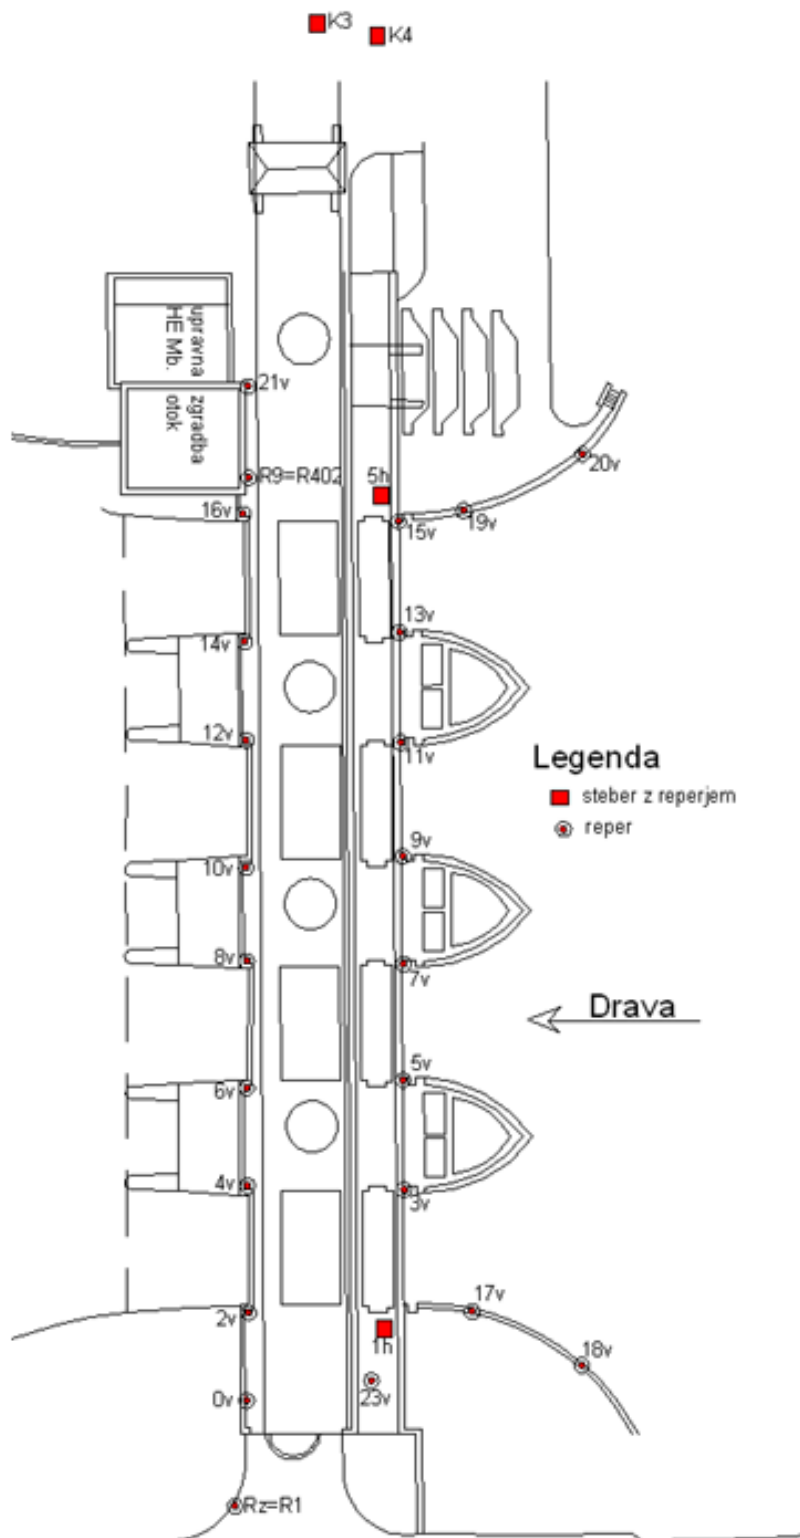 K3
K4
upravna zgradba
HE Mb. otok
21v
R9=R402
5h
20v
16v
15v
19v
13v
14v
12v
11v
Legenda
steber z reperjem
reper
9v
10v
8v
7v
Drava
5v
6v
4v
3v
17v
2v
1h
18v
0v
23v
Rz=R1